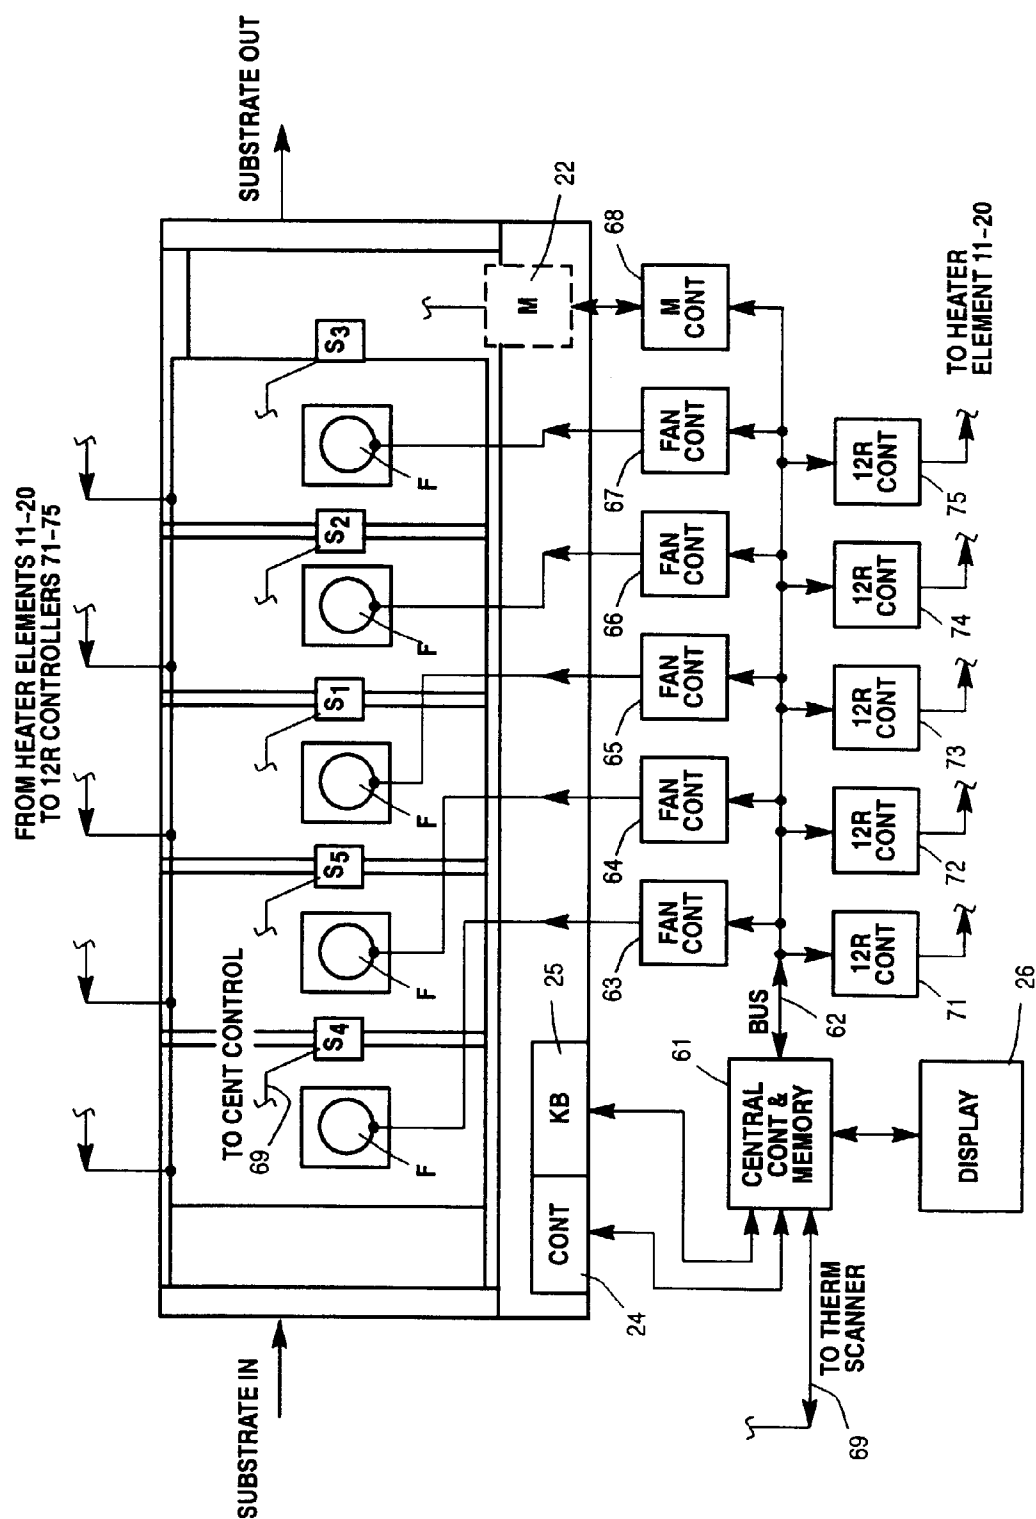 FROM HEATER ELEMENTS 11-20
TO 12R CONTROLLERS 71-75
SUBSTRATE IN
SUBSTRATE OUT
TO CENT CONTROL
69
S4
S5
S1
S2
S3
F
F
F
F
F
M
22
CONT
24
KB
25
FAN
CONT
63
FAN
CONT
64
FAN
CONT
65
FAN
CONT
66
FAN
CONT
67
M
CONT
68
TO THERM
SCANNER
69
CENTRAL
CONT &
MEMORY
61
BUS
62
DISPLAY
26
12R
CONT
71
12R
CONT
72
12R
CONT
73
12R
CONT
74
12R
CONT
75
TO HEATER
ELEMENT 11-20